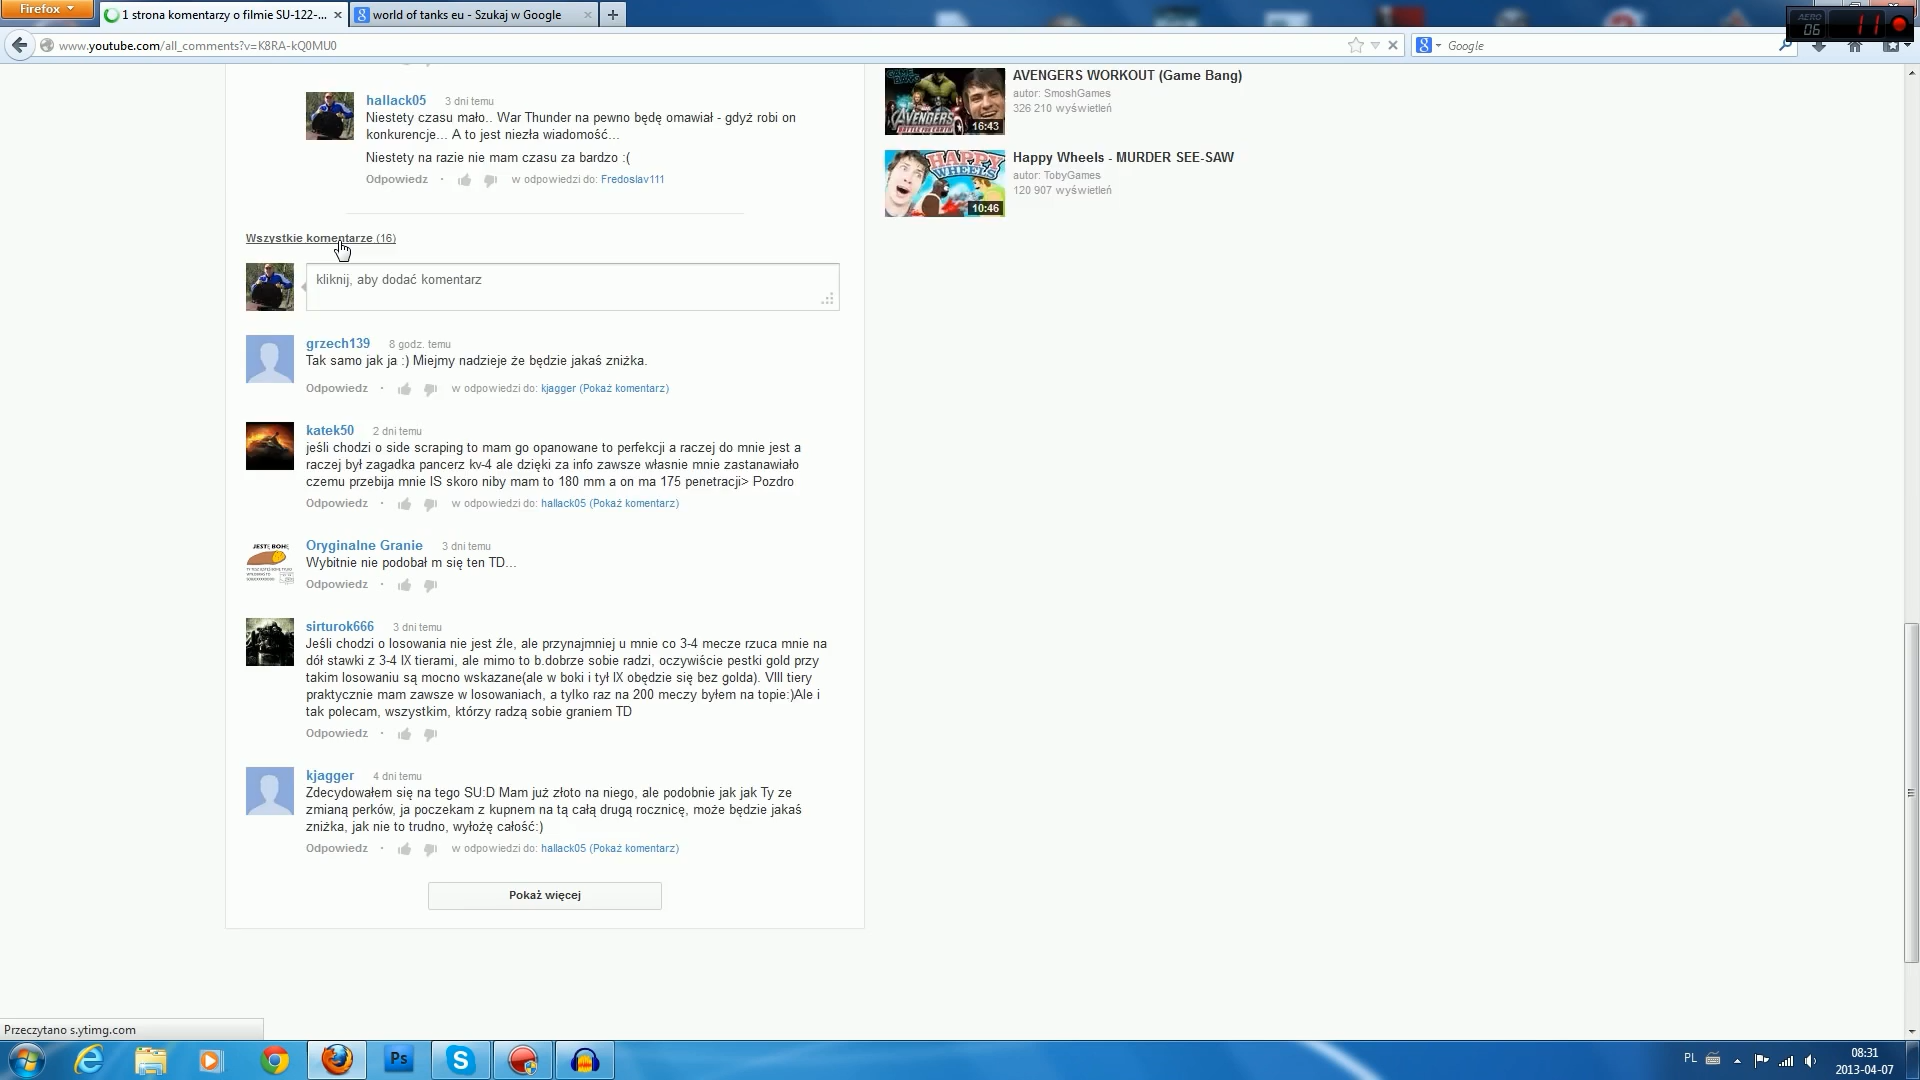 Firefox
1 strona komentarzy o filmie SU-122-...
world of tanks eu - Szukaj w Google
www.youtube.com/all_comments?v=K8RA-kQ0MU0
Google
AERO
06
11
hallack05 3 dni temu
Niestety czasu mało.. War Thunder na pewno będę omawiał - gdyż robi on
konkurencje... A to jest niezła wiadomość...
Niestety na razie nie mam czasu za bardzo :(
Odpowiedz · w odpowiedzi do: Fredoslav111
AVENGERS WORKOUT (Game Bang)
autor: SmoshGames
326 210 wyświetleń
16:43
Happy Wheels - MURDER SEE-SAW
autor: TobyGames
120 907 wyświetleń
10:46
Wszystkie komentarze (16)
kliknij, aby dodać komentarz
grzech139 8 godz. temu
Tak samo jak ja :) Miejmy nadzieje że będzie jakaś zniżka.
Odpowiedz · w odpowiedzi do: kjagger (Pokaż komentarz)
katek50 2 dni temu
jeśli chodzi o side scraping to mam go opanowane to perfekcji a raczej do mnie jest a
raczej był zagadka pancerz kv-4 ale dzięki za info zawsze własnie mnie zastanawiało
czemu przebija mnie IS skoro niby mam to 180 mm a on ma 175 penetracji> Pozdro
Odpowiedz · w odpowiedzi do: hallack05 (Pokaż komentarz)
Oryginalne Granie 3 dni temu
Wybitnie nie podobał m się ten TD...
Odpowiedz ·
sirturok666 3 dni temu
Jeśli chodzi o losowania nie jest źle, ale przynajmniej u mnie co 3-4 mecze rzuca mnie na
dół stawki z 3-4 IX tierami, ale mimo to b.dobrze sobie radzi, oczywiście pestki gold przy
takim losowaniu są mocno wskazane(ale w boki i tył IX obędzie się bez golda). VIII tiery
praktycznie mam zawsze w losowaniach, a tylko raz na 200 meczy byłem na topie:)Ale i
tak polecam, wszystkim, którzy radzą sobie graniem TD
Odpowiedz ·
kjagger 4 dni temu
Zdecydowałem się na tego SU:D Mam już złoto na niego, ale podobnie jak jak Ty ze
zmianą perków, ja poczekam z kupnem na tą całą drugą rocznicę, może będzie jakaś
zniżka, jak nie to trudno, wyłożę całość:)
Odpowiedz · w odpowiedzi do: hallack05 (Pokaż komentarz)
Pokaż więcej
Przeczytano s.ytimg.com
Ps
PL
08:31
2013-04-07